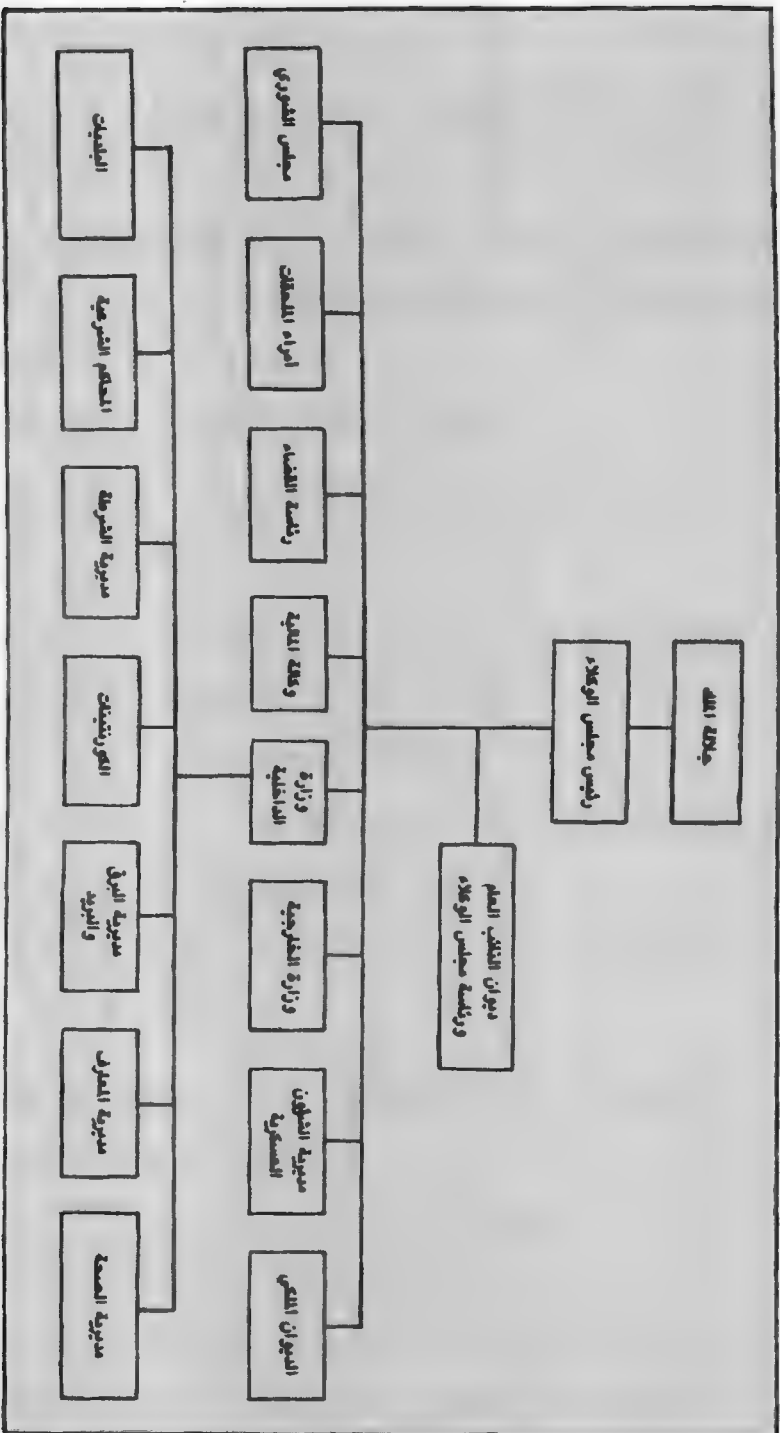 جلالة الملك
رئيس مجلس الوكلاء
ديوان النائب العام
ورئاسة مجلس الوكلاء
الديوان الملكي
مديرية الشؤون
العسكرية
وزارة الخارجية
وزارة
الداخلية
وكالة المالية
رئاسة القضاء
امراء الملحقات
مجلس الشورى
مديرية الصحة
مديرية المعارف
مديرية البرق
والبريد
الكورنتينات
مديرية الشرطة
المحاكم الشرعية
البلديات